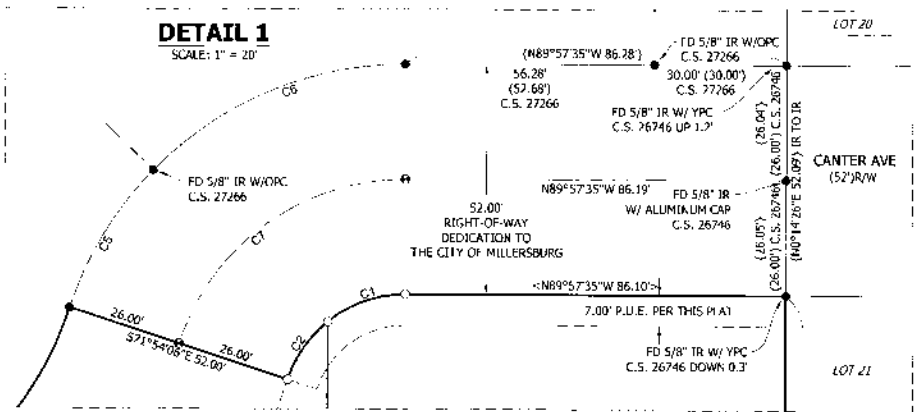 DETAIL 1
SCALE: 1" = 20'
LOT 20
{N89°57'35"W 86.28'}
FD 5/8" IR W/OPC
C.S. 27266
56.28'
(52.68')
C.S. 27266
30.00' (30.00')
C.S. 27266
FD 5/8" IR W/ YPC
C.S. 26746 UP 1.2'
C6
FD 5/8" IR W/OPC
C.S. 27266
{26.04'}
(26.00') C.S. 26746
{N0°14'26"E 52.09'} IR TO IR
CANTER AVE
(52')R/W
N89°57'35"W 86.19'
FD 5/8" IR
W/ ALUMINUM CAP
C.S. 26746
52.00'
RIGHT-OF-WAY
DEDICATION TO
THE CITY OF MILLERSBURG
C5
C7
{26.05'}
(26.00') C.S. 26746
<N89°57'35"W 86.10'>
C1
7.00' P.U.E. PER THIS PLAT
C2
26.00'
S71°54'06"E 52.00'
26.00'
FD 5/8" IR W/ YPC
C.S. 26746 DOWN 0.3'
LOT 21